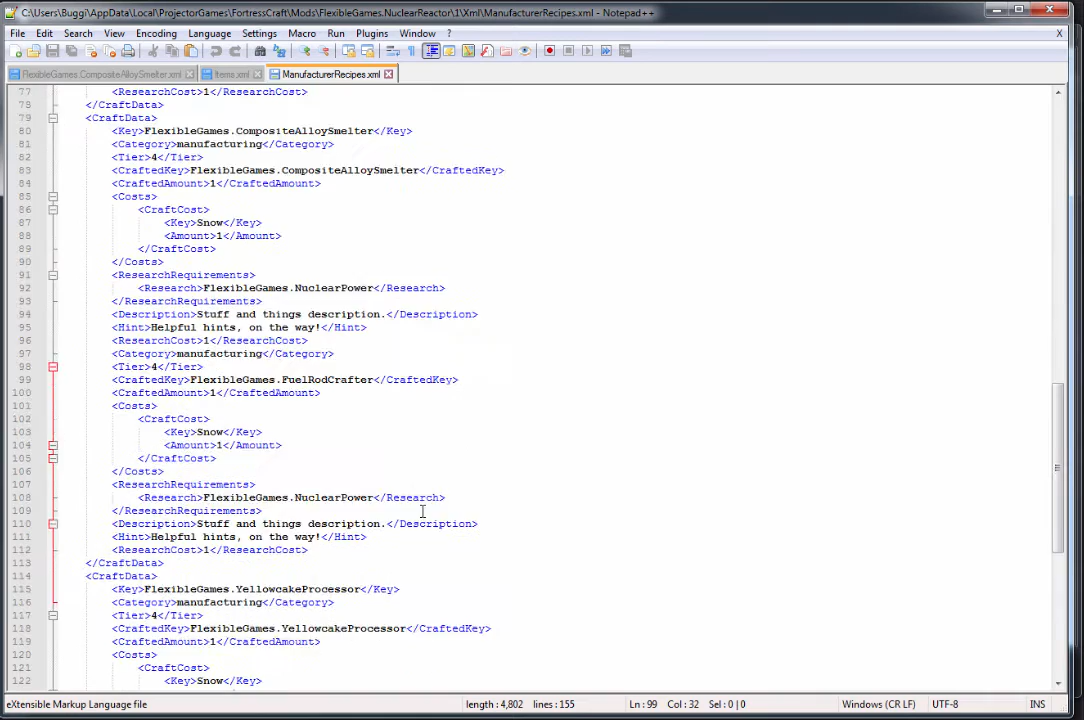 C:\Users\Buggi\AppData\Local\ProjectorGames\FortressCraft\Mods\FlexibleGames.NuclearReactor\1\Xml\ManufacturerRecipes.xml - Notepad++
File Edit Search View Encoding Language Settings Macro Run Plugins Window ? X
FlexibleGames.CompositeAlloySmelter.xml Items.xml ManufacturerRecipes.xml
77 <ResearchCost>1</ResearchCost>
78 </CraftData>
79 <CraftData>
80 <Key>FlexibleGames.CompositeAlloySmelter</Key>
81 <Category>manufacturing</Category>
82 <Tier>4</Tier>
83 <CraftedKey>FlexibleGames.CompositeAlloySmelter</CraftedKey>
84 <CraftedAmount>1</CraftedAmount>
85 <Costs>
86 <CraftCost>
87 <Key>Snow</Key>
88 <Amount>1</Amount>
89 </CraftCost>
90 </Costs>
91 <ResearchRequirements>
92 <Research>FlexibleGames.NuclearPower</Research>
93 </ResearchRequirements>
94 <Description>Stuff and things description.</Description>
95 <Hint>Helpful hints, on the way!</Hint>
96 <ResearchCost>1</ResearchCost>
97 <Category>manufacturing</Category>
98 <Tier>4</Tier>
99 <CraftedKey>FlexibleGames.FuelRodCrafter</CraftedKey>
100 <CraftedAmount>1</CraftedAmount>
101 <Costs>
102 <CraftCost>
103 <Key>Snow</Key>
104 <Amount>1</Amount>
105 </CraftCost>
106 </Costs>
107 <ResearchRequirements>
108 <Research>FlexibleGames.NuclearPower</Research>
109 </ResearchRequirements>
110 <Description>Stuff and things description.</Description>
111 <Hint>Helpful hints, on the way!</Hint>
112 <ResearchCost>1</ResearchCost>
113 </CraftData>
114 <CraftData>
115 <Key>FlexibleGames.YellowcakeProcessor</Key>
116 <Category>manufacturing</Category>
117 <Tier>4</Tier>
118 <CraftedKey>FlexibleGames.YellowcakeProcessor</CraftedKey>
119 <CraftedAmount>1</CraftedAmount>
120 <Costs>
121 <CraftCost>
122 <Key>Snow</Key>
eXtensible Markup Language file length : 4,802 lines : 155 Ln : 99 Col : 32 Sel : 0 | 0 Windows (CR LF) UTF-8 INS